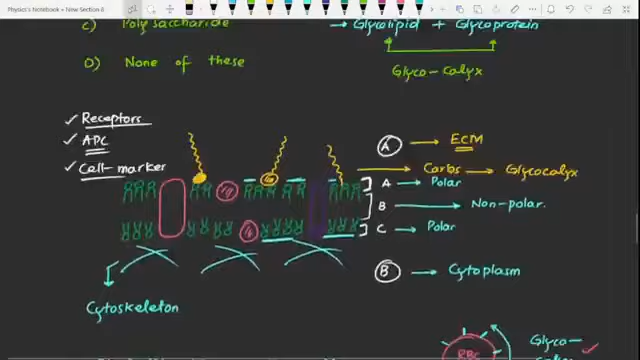 Physics's Notebook • New Section 8
c) Polysaccharide
→ Glycolipid + Glycoprotein
D) None of these
Glyco-calyx
✓ Receptors
✓ APC
✓ Cell-marker
A → ECM
Carbs → Glycocalyx
A → Polar
B → Non-polar.
C → Polar
B → Cytoplasm
Cytoskeleton
Glyco-
RBC